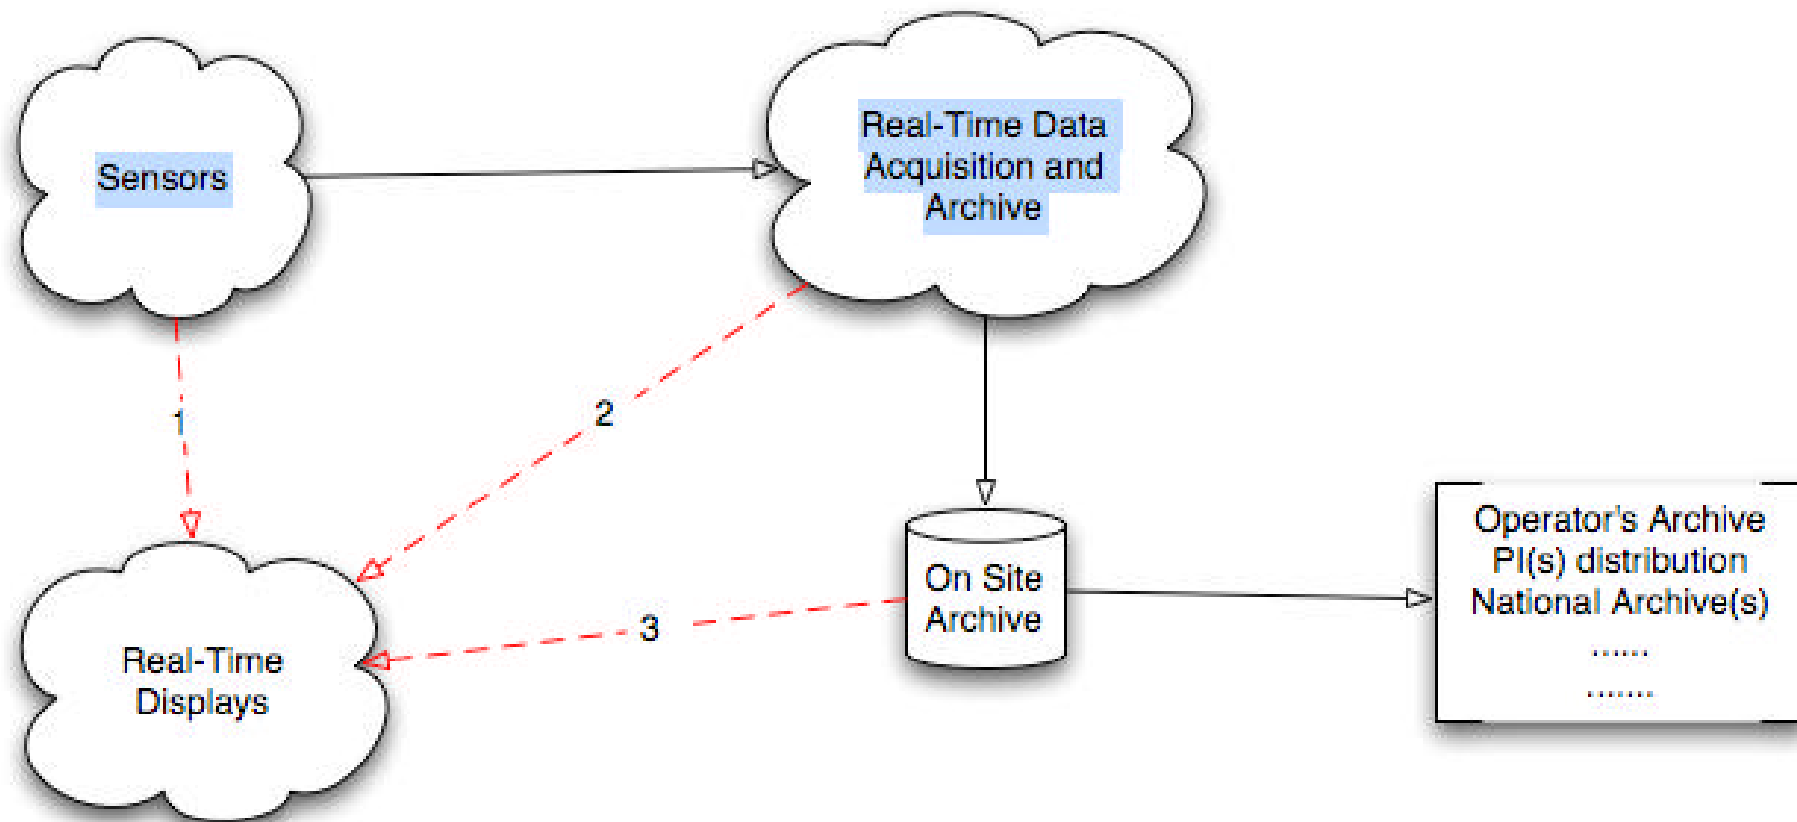 Sensors
Real-Time Data
Acquisition and
Archive
1
2
3
Real-Time
Displays
On Site
Archive
Operator's Archive
PI(s) distribution
National Archive(s)
......
.......